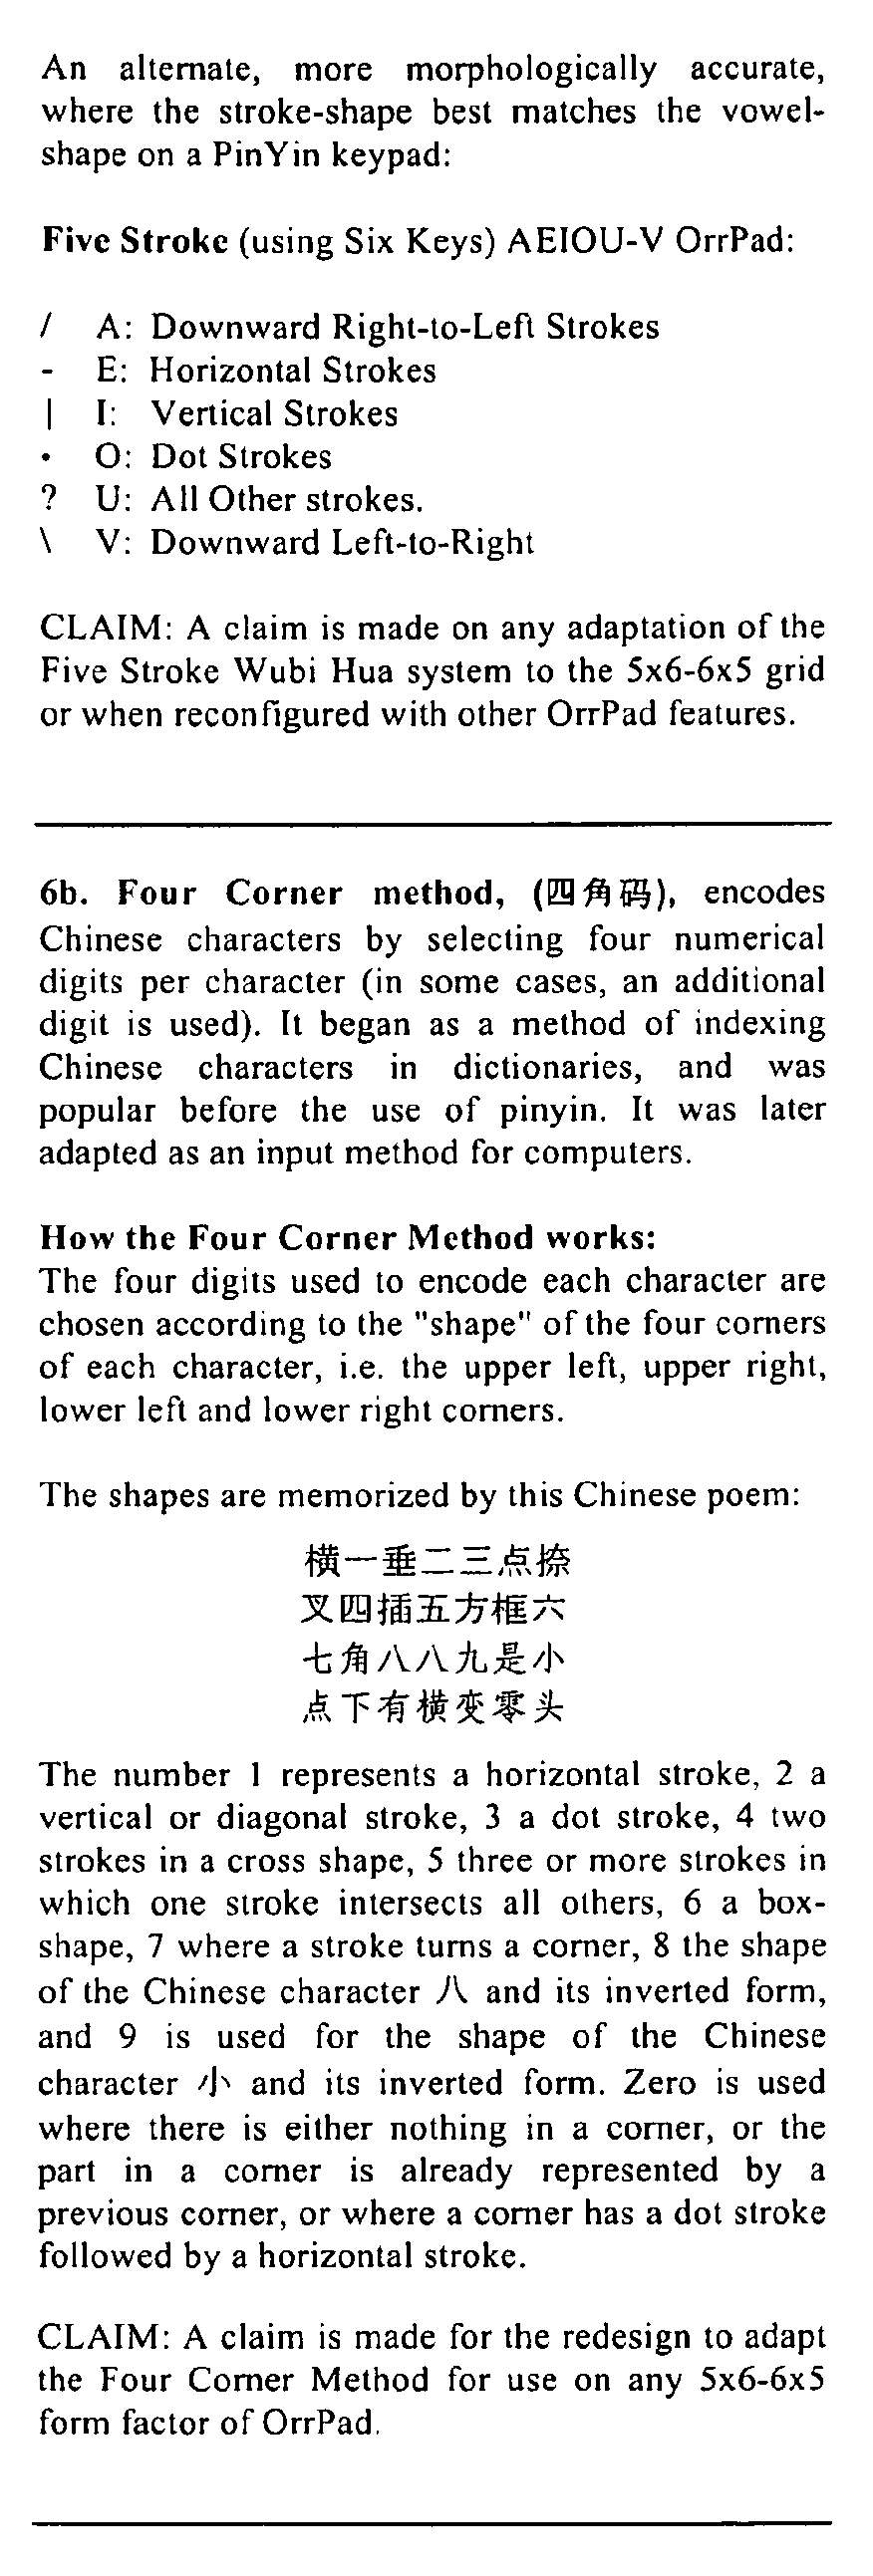 An alternate, more morphologically accurate,
where the stroke-shape best matches the vowel-
shape on a PinYin keypad:
Five Stroke (using Six Keys) AEIOU-V OrrPad:
/ A: Downward Right-to-Left Strokes
- E: Horizontal Strokes
| I: Vertical Strokes
• O: Dot Strokes
? U: All Other strokes.
\ V: Downward Left-to-Right
CLAIM: A claim is made on any adaptation of the
Five Stroke Wubi Hua system to the 5x6-6x5 grid
or when reconfigured with other OrrPad features.
6b. Four Corner method, (四角码), encodes
Chinese characters by selecting four numerical
digits per character (in some cases, an additional
digit is used). It began as a method of indexing
Chinese characters in dictionaries, and was
popular before the use of pinyin. It was later
adapted as an input method for computers.
How the Four Corner Method works:
The four digits used to encode each character are
chosen according to the "shape" of the four corners
of each character, i.e. the upper left, upper right,
lower left and lower right corners.
The shapes are memorized by this Chinese poem:
横一垂二三点捺
叉四插五方框六
七角八八九是小
点下有横变零头
The number 1 represents a horizontal stroke, 2 a
vertical or diagonal stroke, 3 a dot stroke, 4 two
strokes in a cross shape, 5 three or more strokes in
which one stroke intersects all others, 6 a box-
shape, 7 where a stroke turns a corner, 8 the shape
of the Chinese character 八 and its inverted form,
and 9 is used for the shape of the Chinese
character 小 and its inverted form. Zero is used
where there is either nothing in a corner, or the
part in a corner is already represented by a
previous corner, or where a corner has a dot stroke
followed by a horizontal stroke.
CLAIM: A claim is made for the redesign to adapt
the Four Corner Method for use on any 5x6-6x5
form factor of OrrPad.